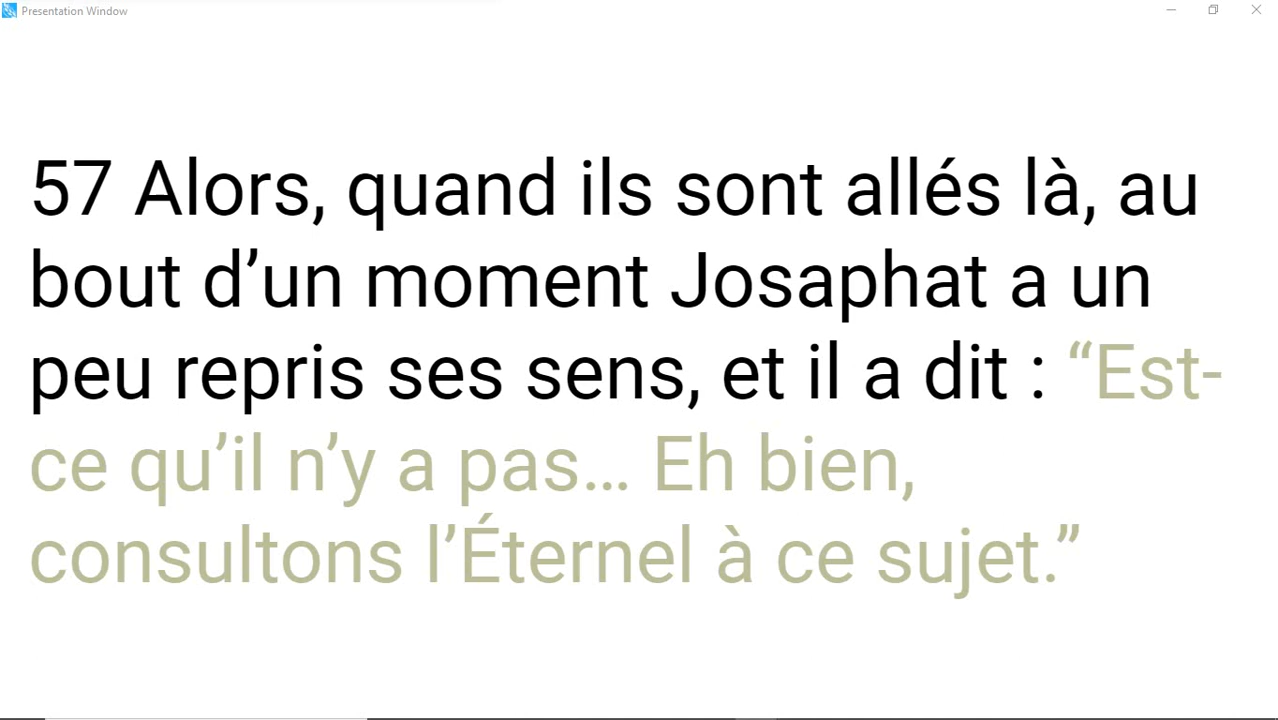 Presentation Window
57 Alors, quand ils sont allés là, au
bout d’un moment Josaphat a un
peu repris ses sens, et il a dit : “Est-
ce qu’il n’y a pas… Eh bien,
consultons l’Éternel à ce sujet.”